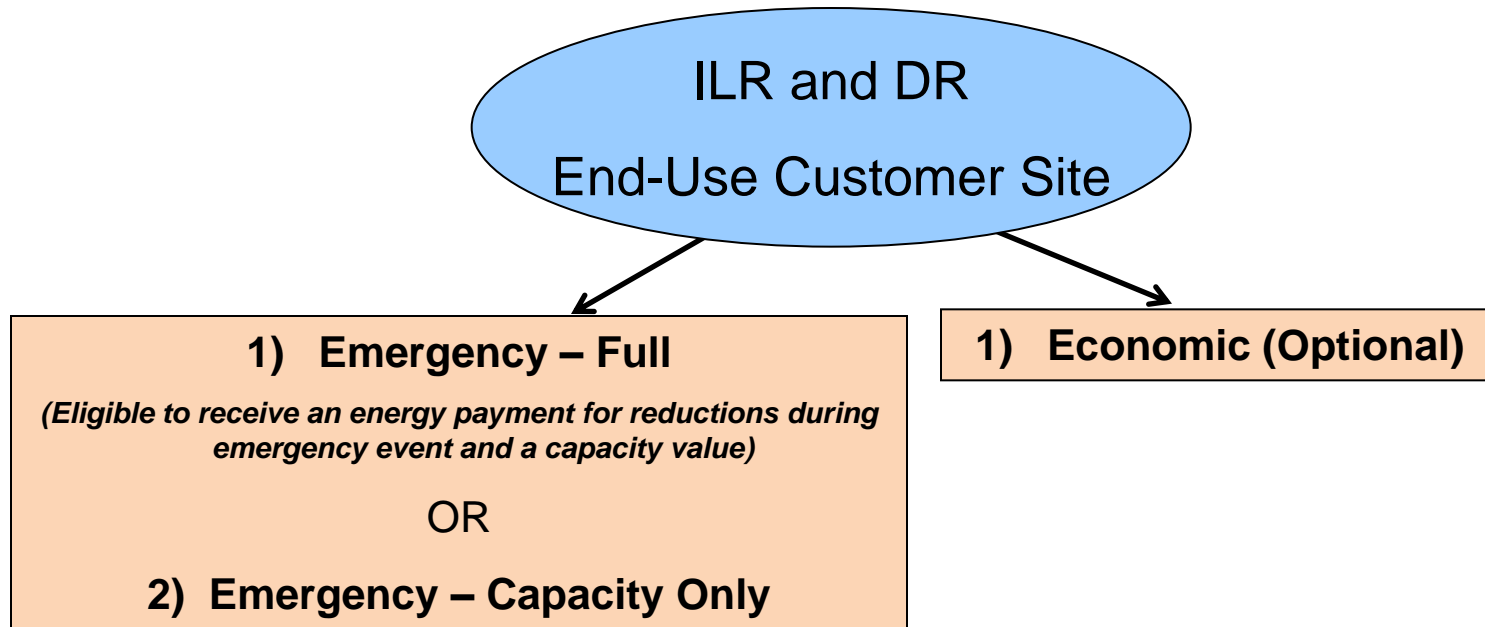 ILR and DR
End-Use Customer Site
1) Emergency – Full
(Eligible to receive an energy payment for reductions during
emergency event and a capacity value)
OR
2) Emergency – Capacity Only
1) Economic (Optional)